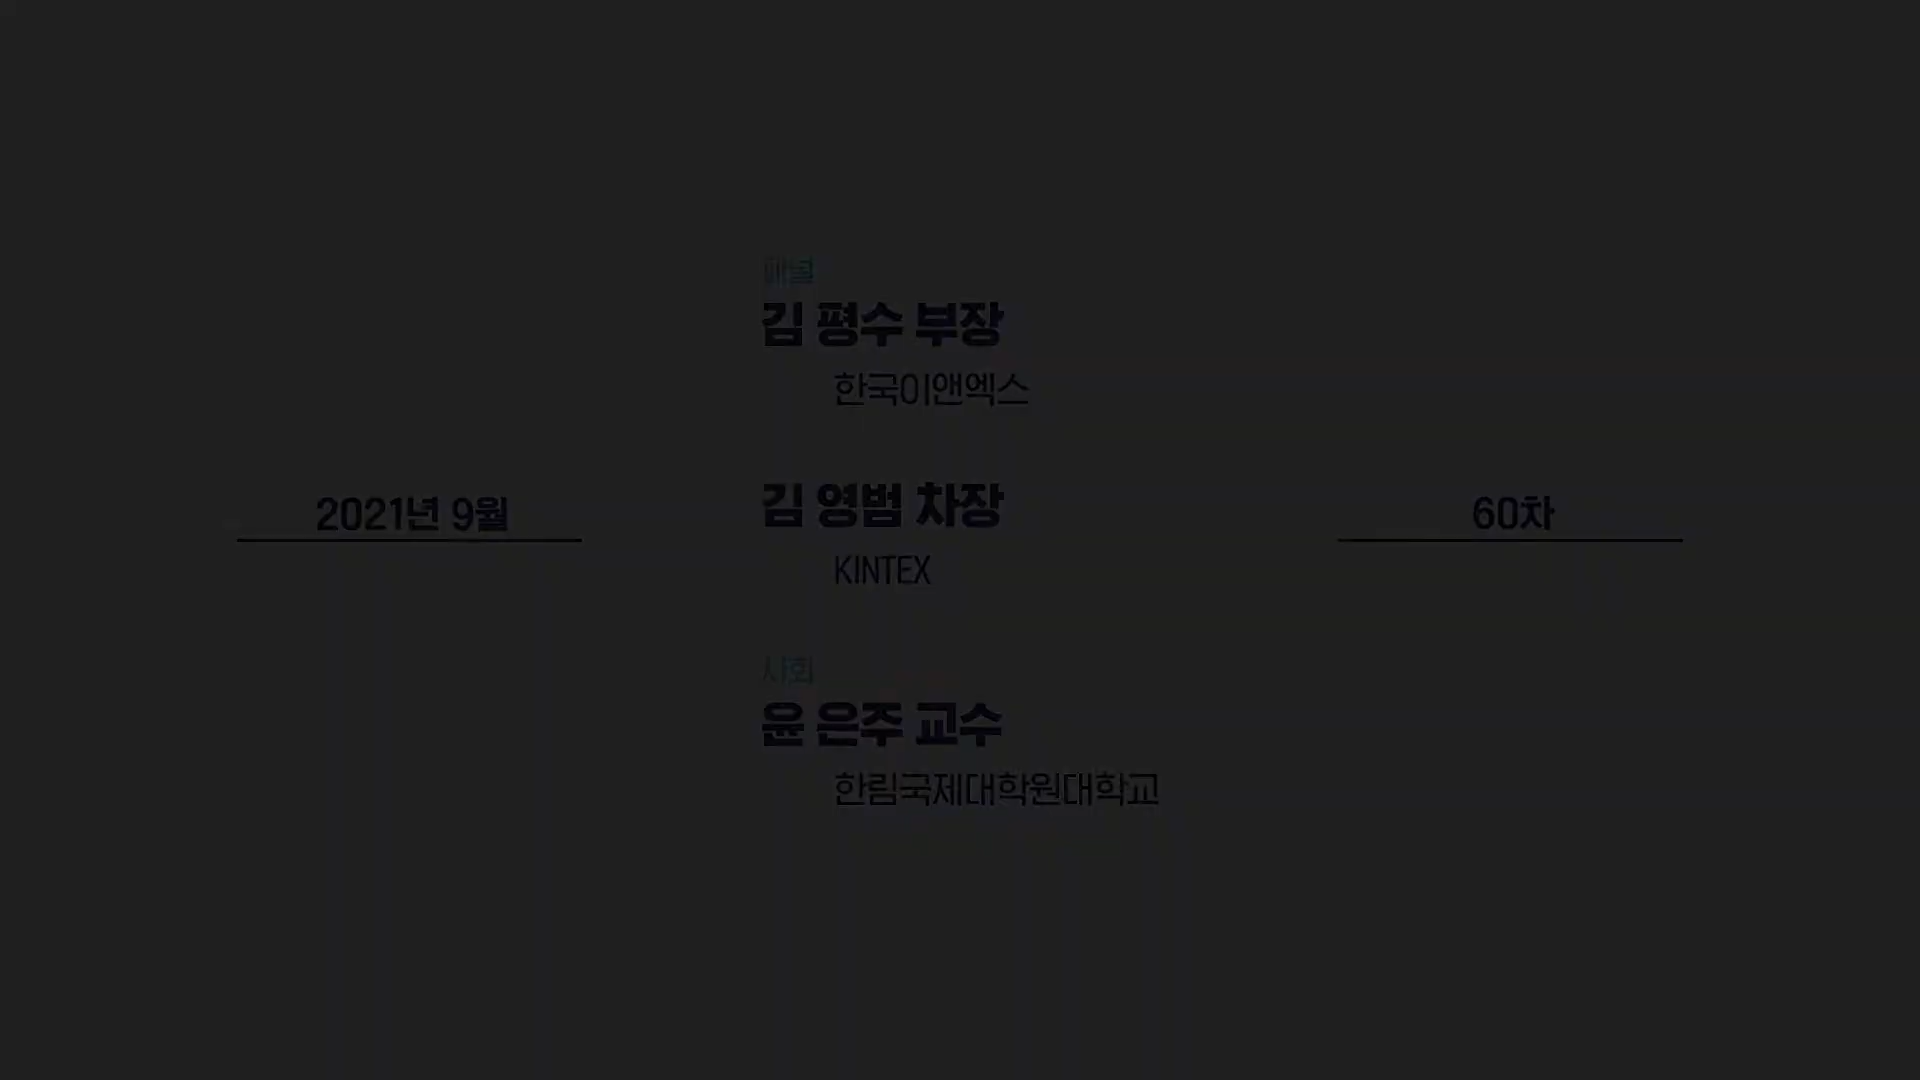 패널
김 평수 부장
한국이앤엑스
2021년 9월
김 영범 차장
60차
KINTEX
사회
윤 은주 교수
한림국제대학원대학교